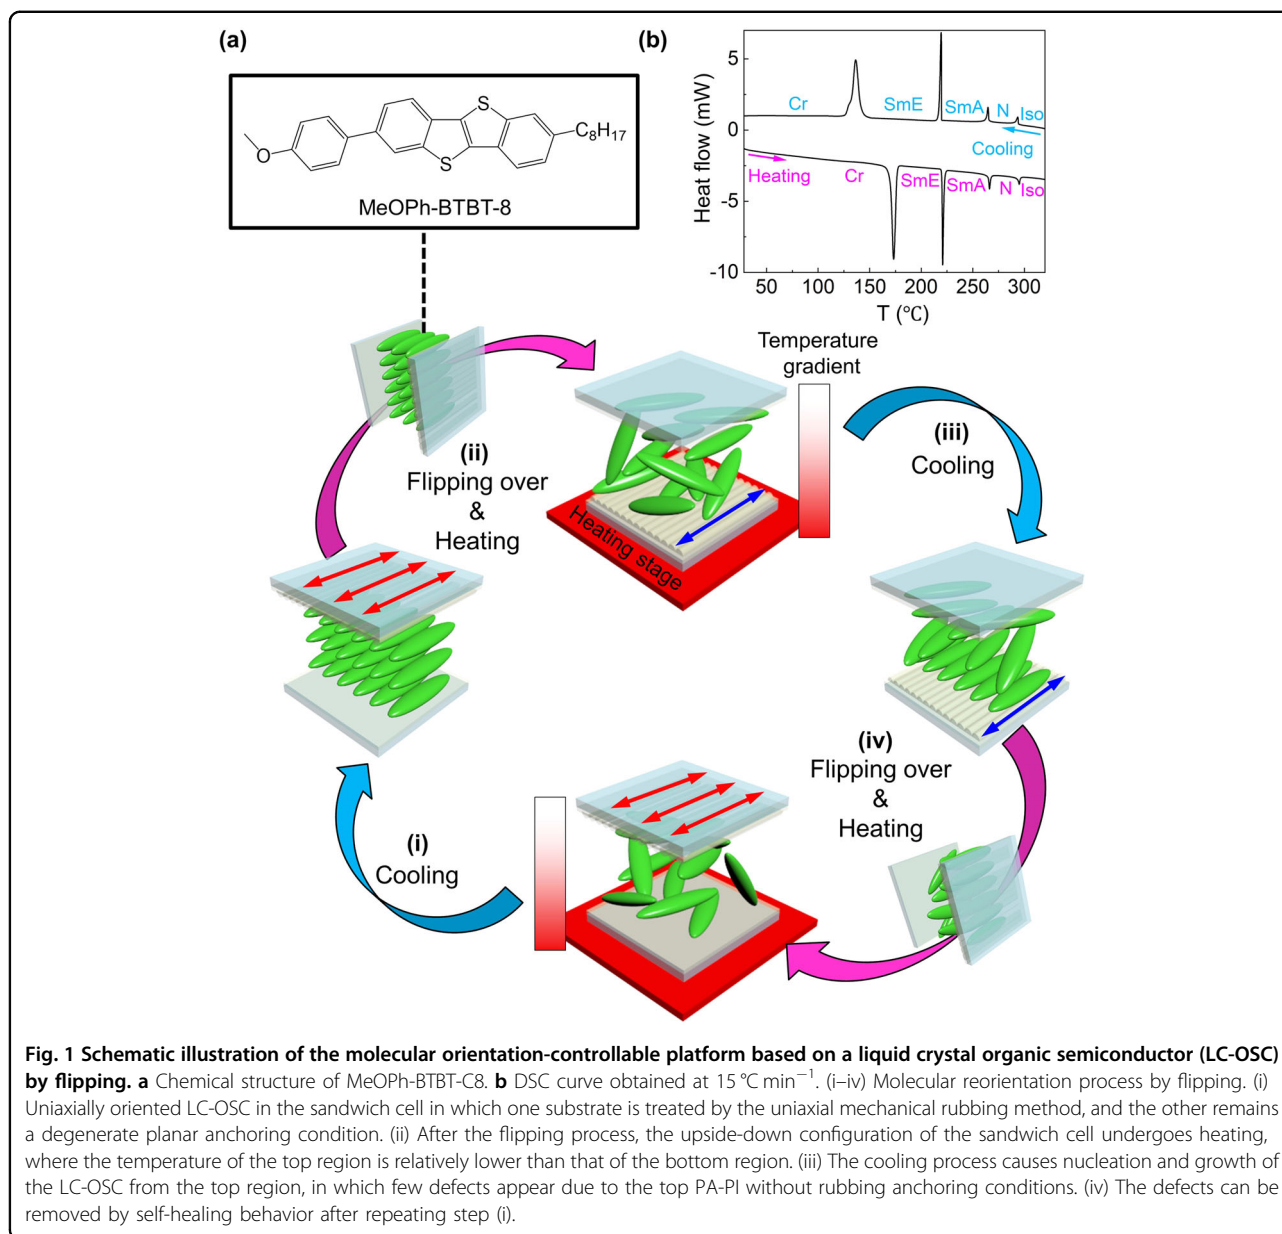 (a)
S
S
O
C8H17
MeOPh-BTBT-8
(b)
Heat flow (mW)
5
0
-5
-10
Cr
SmE
SmA
N
Iso
Cooling
Heating
Cr
SmE
SmA
N
Iso
50 100 150 200 250 300
T (℃)
Temperature
gradient
(ii)
Flipping over
&
Heating
Heating stage
(iii)
Cooling
(iv)
Flipping over
&
Heating
(i)
Cooling
Fig. 1 Schematic illustration of the molecular orientation-controllable platform based on a liquid crystal organic semiconductor (LC-OSC)
by flipping. a Chemical structure of MeOPh-BTBT-C8. b DSC curve obtained at 15 °C min−1. (i–iv) Molecular reorientation process by flipping. (i)
Uniaxially oriented LC-OSC in the sandwich cell in which one substrate is treated by the uniaxial mechanical rubbing method, and the other remains
a degenerate planar anchoring condition. (ii) After the flipping process, the upside-down configuration of the sandwich cell undergoes heating,
where the temperature of the top region is relatively lower than that of the bottom region. (iii) The cooling process causes nucleation and growth of
the LC-OSC from the top region, in which few defects appear due to the top PA-PI without rubbing anchoring conditions. (iv) The defects can be
removed by self-healing behavior after repeating step (i).